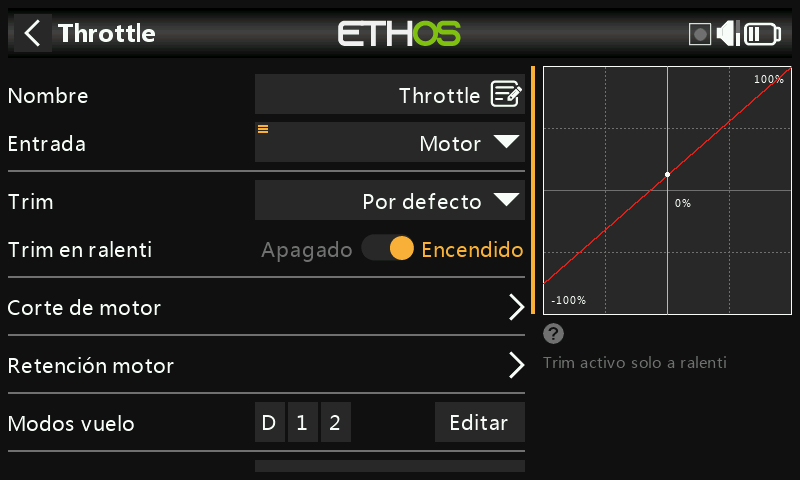 Throttle
ETHOS
Nombre Throttle
Entrada Motor
Trim Por defecto
Trim en ralenti Apagado Encendido
Corte de motor
Retención motor
Modos vuelo D 1 2 Editar
100%
0%
-100%
?
Trim activo solo a ralenti